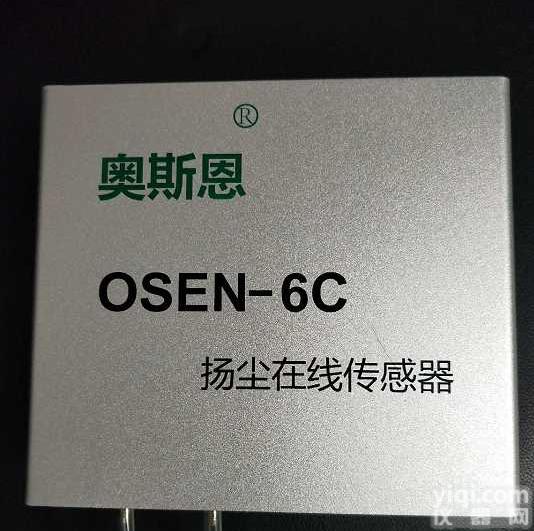 ®
奥斯恩
OSEN-6C
扬尘在线传感器
yiqi.com
仪器网